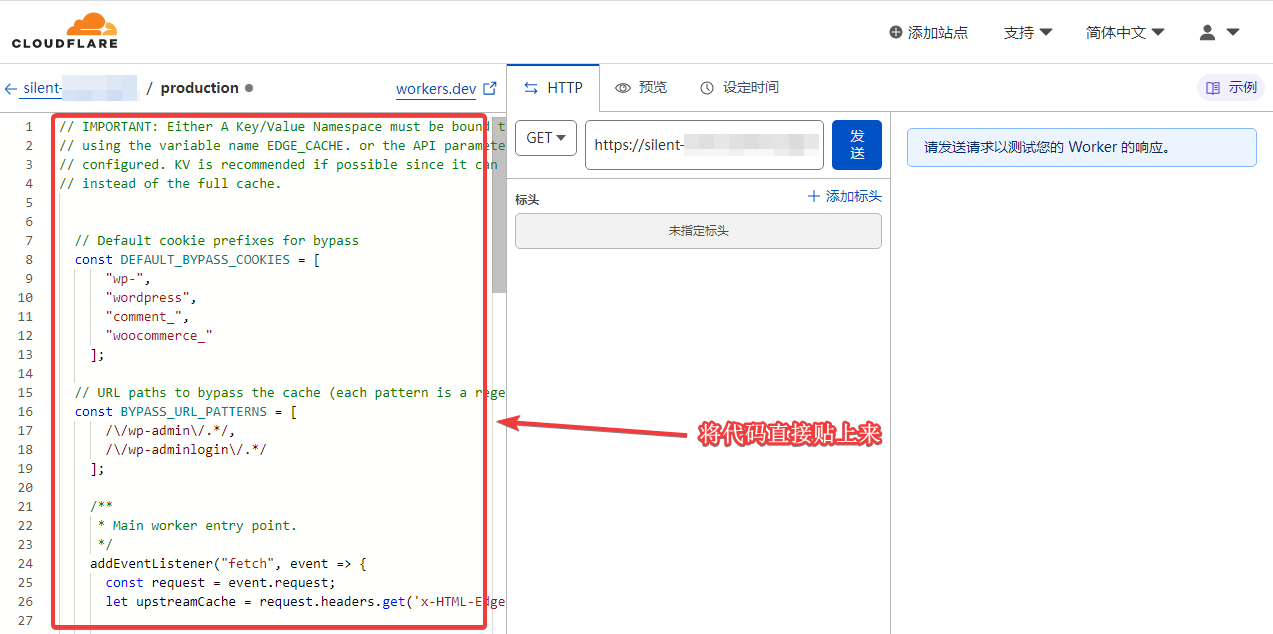 CLOUDFLARE
添加站点
支持
简体中文
silent-
/ production
workers.dev
HTTP
预览
设定时间
示例
1 // IMPORTANT: Either A Key/Value Namespace must be bound t
2 // using the variable name EDGE_CACHE. or the API paramete
3 // configured. KV is recommended if possible since it can
4 // instead of the full cache.
5
6
7 // Default cookie prefixes for bypass
8 const DEFAULT_BYPASS_COOKIES = [
9 "wp-",
10 "wordpress",
11 "comment_",
12 "woocommerce_"
13 ];
14
15 // URL paths to bypass the cache (each pattern is a rege
16 const BYPASS_URL_PATTERNS = [
17 /\/wp-admin\/.*/,
18 /\/wp-adminlogin\/.*/
19 ];
20
21 /**
22 * Main worker entry point.
23 */
24 addEventListener("fetch", event => {
25 const request = event.request;
26 let upstreamCache = request.headers.get('x-HTML-Edge
27
GET
https://silent-
发
送
标头
添加标头
未指定标头
将代码直接贴上来
请发送请求以测试您的 Worker 的响应。